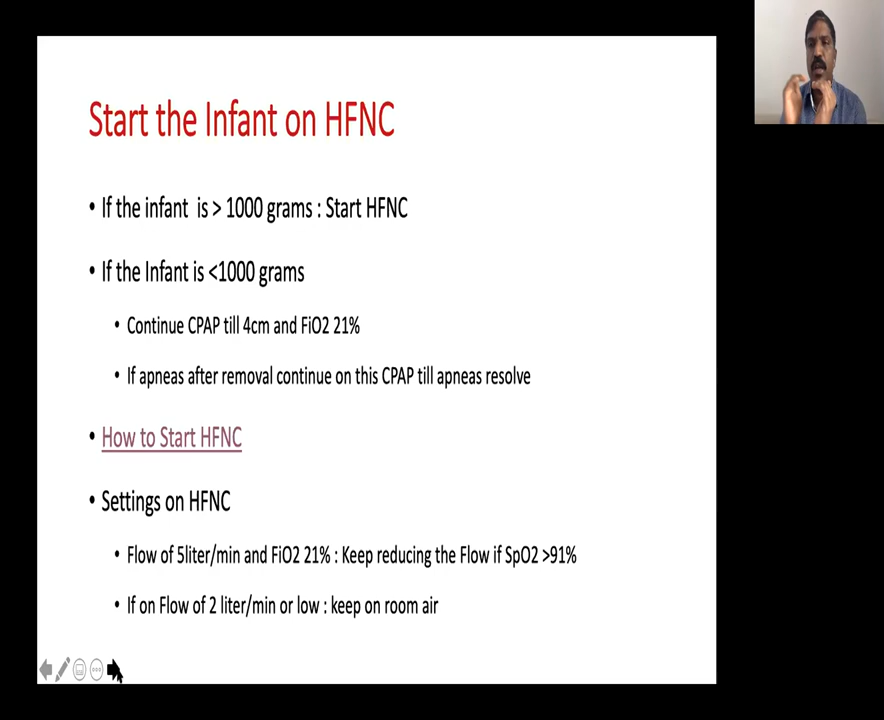 Start the Infant on HFNC
• If the infant is > 1000 grams : Start HFNC
• If the Infant is <1000 grams
• Continue CPAP till 4cm and FiO2 21%
• If apneas after removal continue on this CPAP till apneas resolve
• How to Start HFNC
• Settings on HFNC
• Flow of 5liter/min and FiO2 21% : Keep reducing the Flow if SpO2 >91%
• If on Flow of 2 liter/min or low : keep on room air